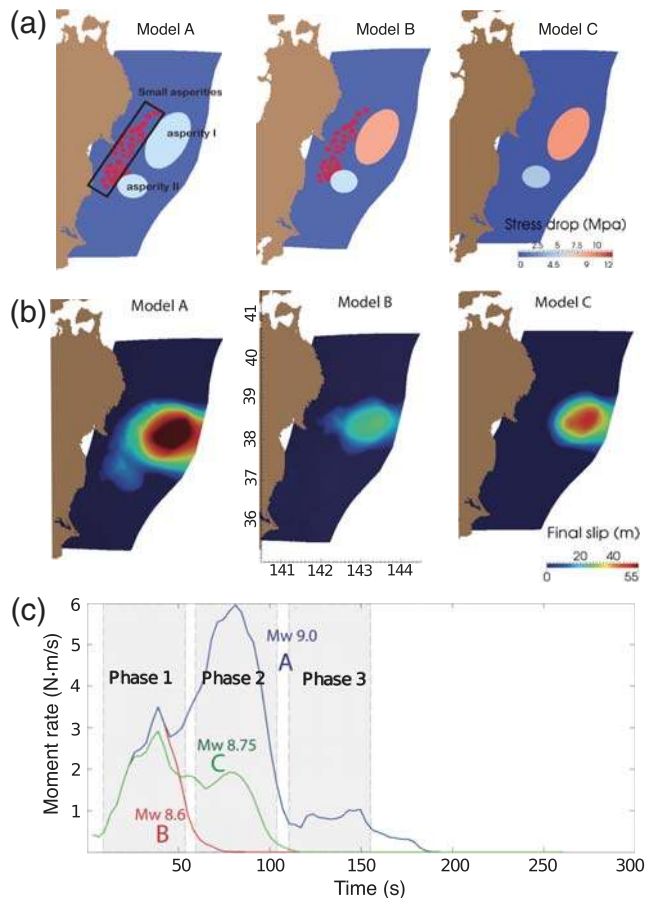 (a)
Model A
Model B
Model C
Small asperities
asperity I
asperity II
Stress drop (Mpa)
2.5 7.5 10
0 4.5 9 12
(b)
Model A
Model B
Model C
41
40
39
38
37
36
141 142 143 144
Final slip (m)
20 40
0 55
(c)
Moment rate (N·m/s)
6
5
4
3
2
1
Phase 1
Phase 2
Phase 3
Mw 9.0
A
Mw 8.75
C
Mw 8.6
B
50 100 150 200 250 300
Time (s)